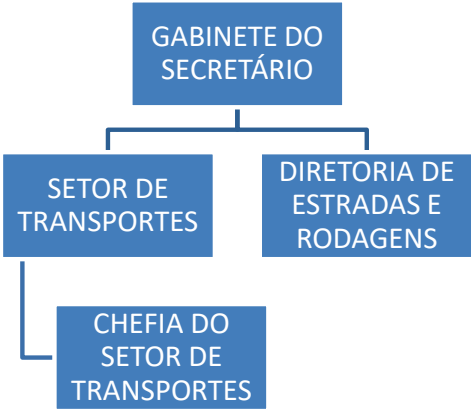 GABINETE DO
SECRETÁRIO
SETOR DE
TRANSPORTES
DIRETORIA DE
ESTRADAS E
RODAGENS
CHEFIA DO
SETOR DE
TRANSPORTES